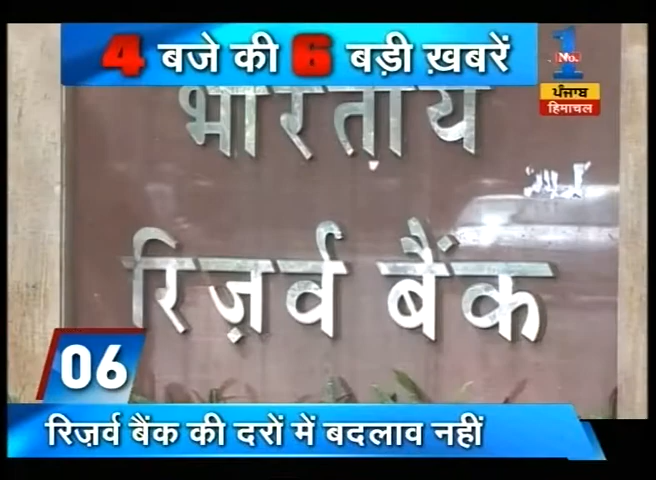 4 बजे की 6 बड़ी ख़बरें
No. 1
ਪੰਜਾਬ
हिमाचल
भारतीय
रिज़र्व बैंक
06
रिज़र्व बैंक की दरों में बदलाव नहीं